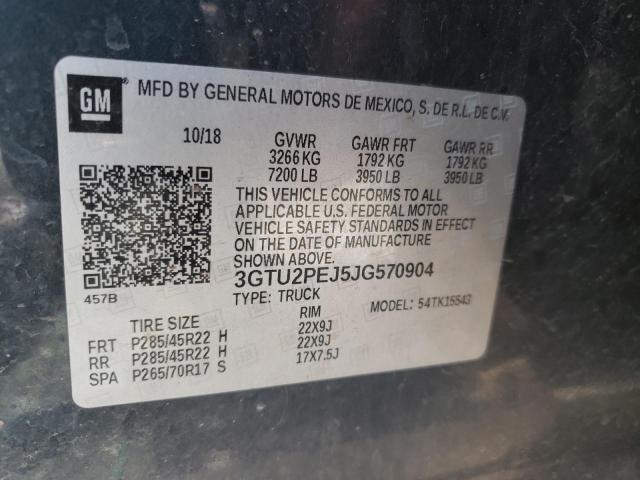 GM ® MFD BY GENERAL MOTORS DE MEXICO, S. DE R.L. DE C.V.
10/18 GVWR GAWR FRT GAWR RR
3266 KG 1792 KG 1792 KG
7200 LB 3950 LB 3950 LB
THIS VEHICLE CONFORMS TO ALL
APPLICABLE U.S. FEDERAL MOTOR
VEHICLE SAFETY STANDARDS IN EFFECT
ON THE DATE OF MANUFACTURE
SHOWN ABOVE.
457B 3GTU2PEJ5JG570904
TYPE: TRUCK MODEL: 54TK15543
TIRE SIZE RIM
FRT P285/45R22 H 22X9J
RR P285/45R22 H 22X9J
SPA P265/70R17 S 17X7.5J